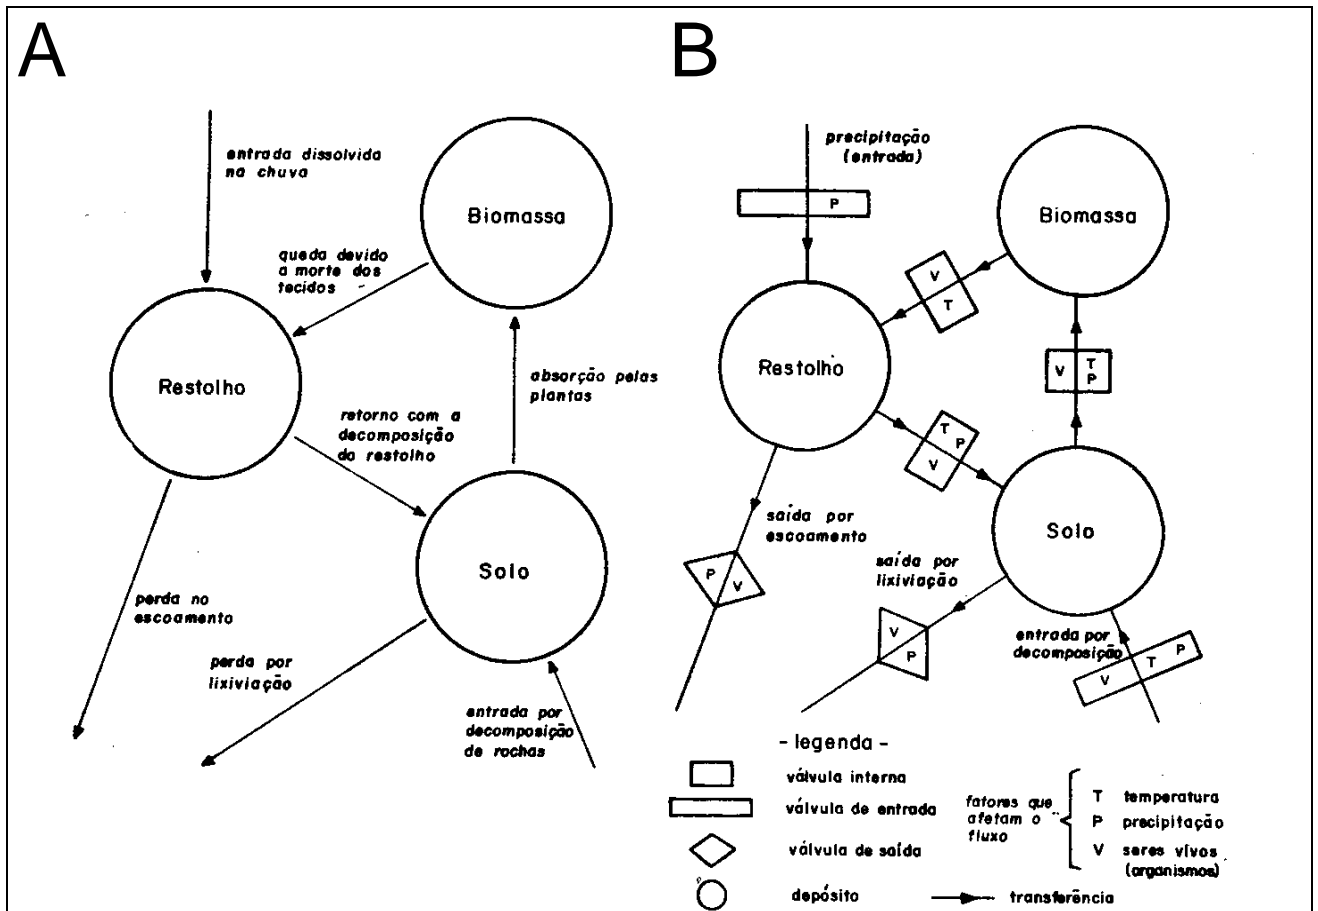 A
entrada dissolvida
na chuva
Biomassa
queda devido
a morte dos
tecidos
Restolho
absorção pelas
plantas
retorno com a
decomposição
do restolho
Solo
perda no
escoamento
perda por
lixiviação
entrada por
decomposição
de rochas
B
precipitação
(entrada)
P
Biomassa
V
T
Restolho
V T
P
T P
V
Solo
saída por
escoamento
P V
saída por
lixiviação
V
P
entrada por
decomposição
V T P
- legenda -
válvula interna
válvula de entrada
válvula de saída
depósito
fatores que
afetam o
fluxo
T temperatura
P precipitação
V seres vivos
(organismos)
transferência